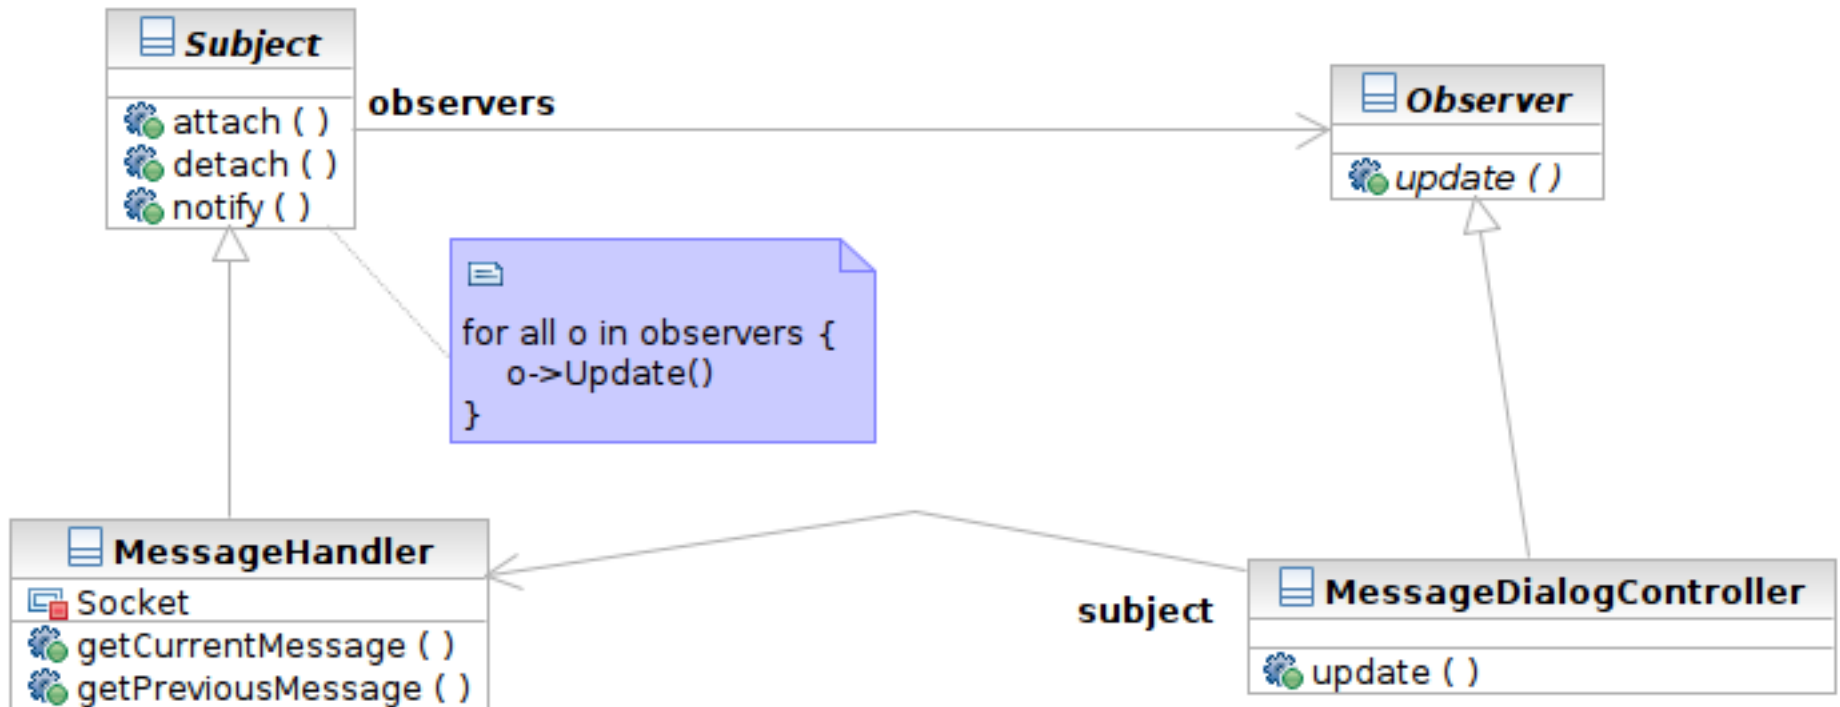 Subject
attach ( )
detach ( )
notify ( )
observers
Observer
update ( )
for all o in observers {
o->Update()
}
MessageHandler
Socket
getCurrentMessage ( )
getPreviousMessage ( )
subject
MessageDialogController
update ( )